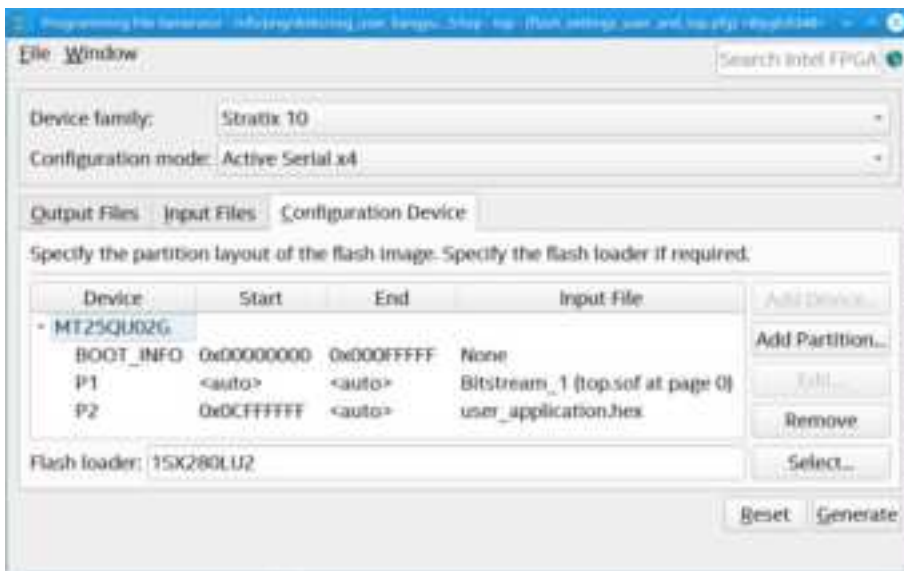 Programming File Generator
File Window
Search Intel FPGA
Device family: Stratix 10
Configuration mode: Active Serial x4
Output Files Input Files Configuration Device
Specify the partition layout of the flash image. Specify the flash loader if required.
Device Start End Input File
MT25QU02G
BOOT_INFO 0x00000000 0x000FFFFF None
P1 <auto> <auto> Bitstream_1 (top.sof at page 0)
P2 0x0CFFFFFF <auto> user_application.hex
Add Device...
Add Partition...
Edit...
Remove
Flash loader: 1SX280LU2 Select...
Reset Generate